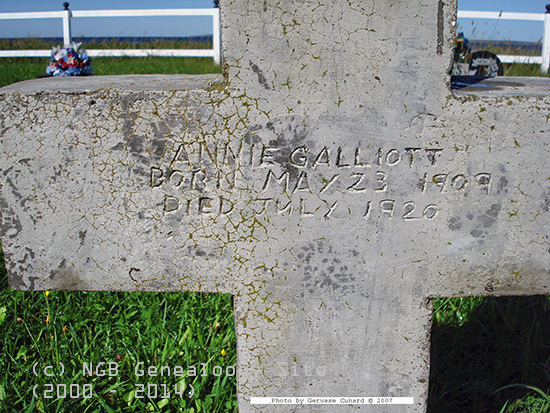 ANNIE GALLIOTT
BORN MAY 23 1909
DIED JULY 1920
(c) NGB Genealogy Site
(2000 - 2014)
Photo by Gervase Cunard © 2007